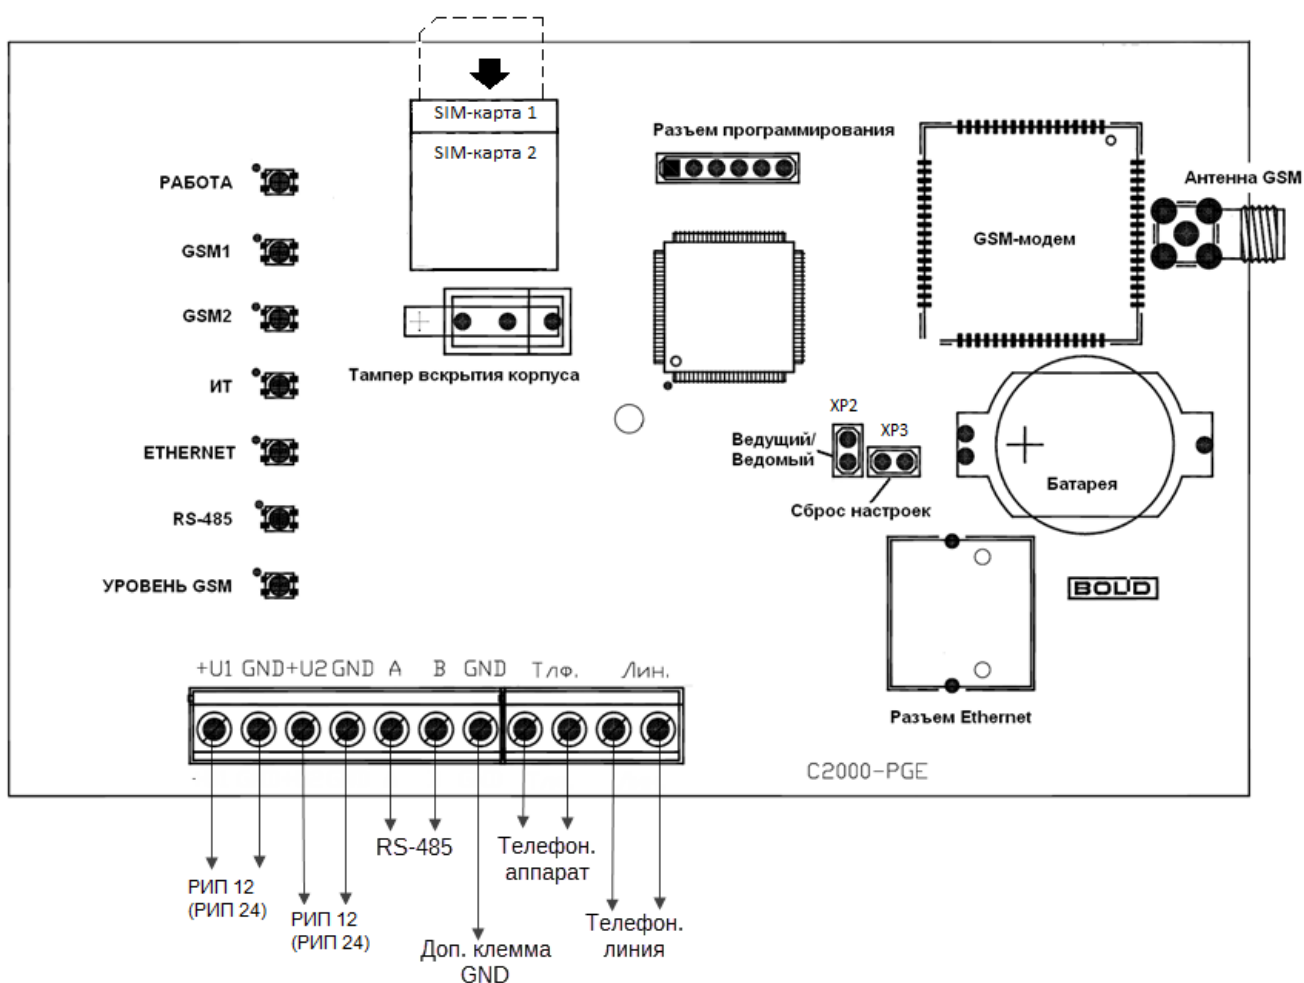 SIM-карта 1
SIM-карта 2
Разъем программирования
Антенна GSM
РАБОТА
GSM1
GSM-модем
GSM2
Тампер вскрытия корпуса
ИТ
XP2
XP3
Ведущий/
Ведомый
ETHERNET
Батарея
Сброс настроек
RS-485
УРОВЕНЬ GSM
BOLID
+U1 GND +U2 GND A B GND Тлф. Лин.
Разъем Ethernet
C2000-PGE
RS-485
Телефон.
аппарат
РИП 12
(РИП 24)
РИП 12
(РИП 24)
Телефон.
линия
Доп. клемма
GND